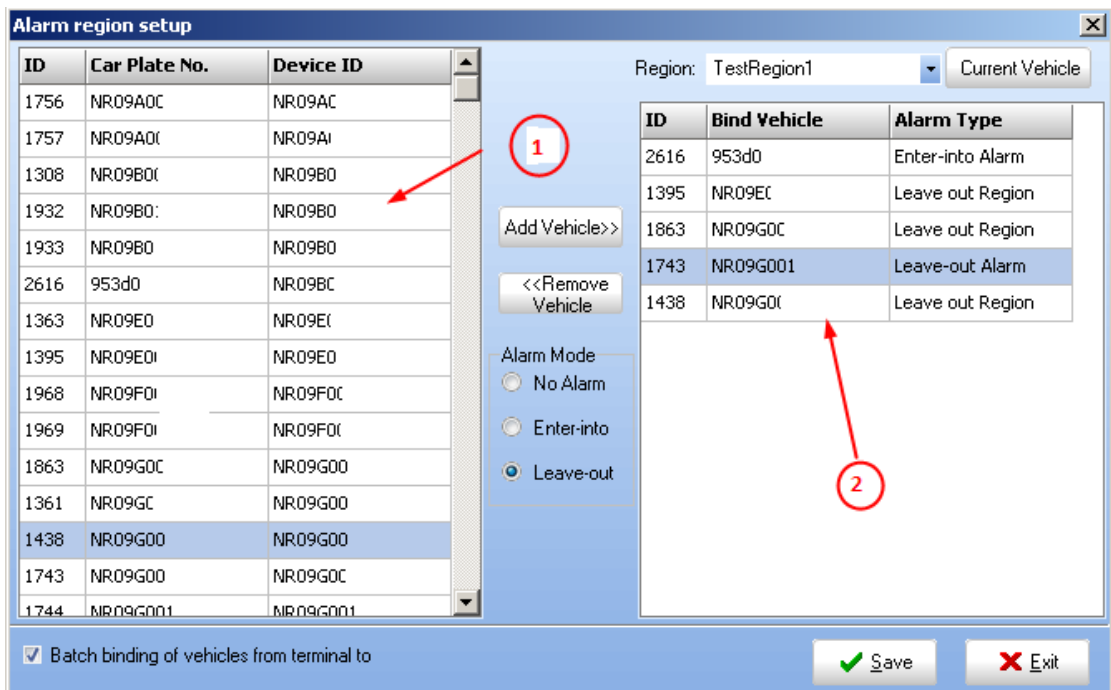 Alarm region setup
ID Car Plate No. Device ID
1756 NR09A0C NR09AC
1757 NR09A0( NR09A
1308 NR09B0( NR09B0
1932 NR09B0: NR09B0
1933 NR09B0 NR09B0
2616 953d0 NR09BC
1363 NR09E0 NR09E(
1395 NR09E0 NR09E0
1968 NR09F0 NR09F0C
1969 NR09F0 NR09F0(
1863 NR09G0C NR09G00
1361 NR09GC NR09G00
1438 NR09G00 NR09G00
1743 NR09G00 NR09G0C
1744 NR09G001 NR09G001
1
Add Vehicle>>
<<Remove
Vehicle
Alarm Mode
No Alarm
Enter-into
Leave-out
Region: TestRegion1 Current Vehicle
ID Bind Vehicle Alarm Type
2616 953d0 Enter-into Alarm
1395 NR09E( Leave out Region
1863 NR09G0C Leave out Region
1743 NR09G001 Leave-out Alarm
1438 NR09G0( Leave out Region
2
Batch binding of vehicles from terminal to
Save Exit